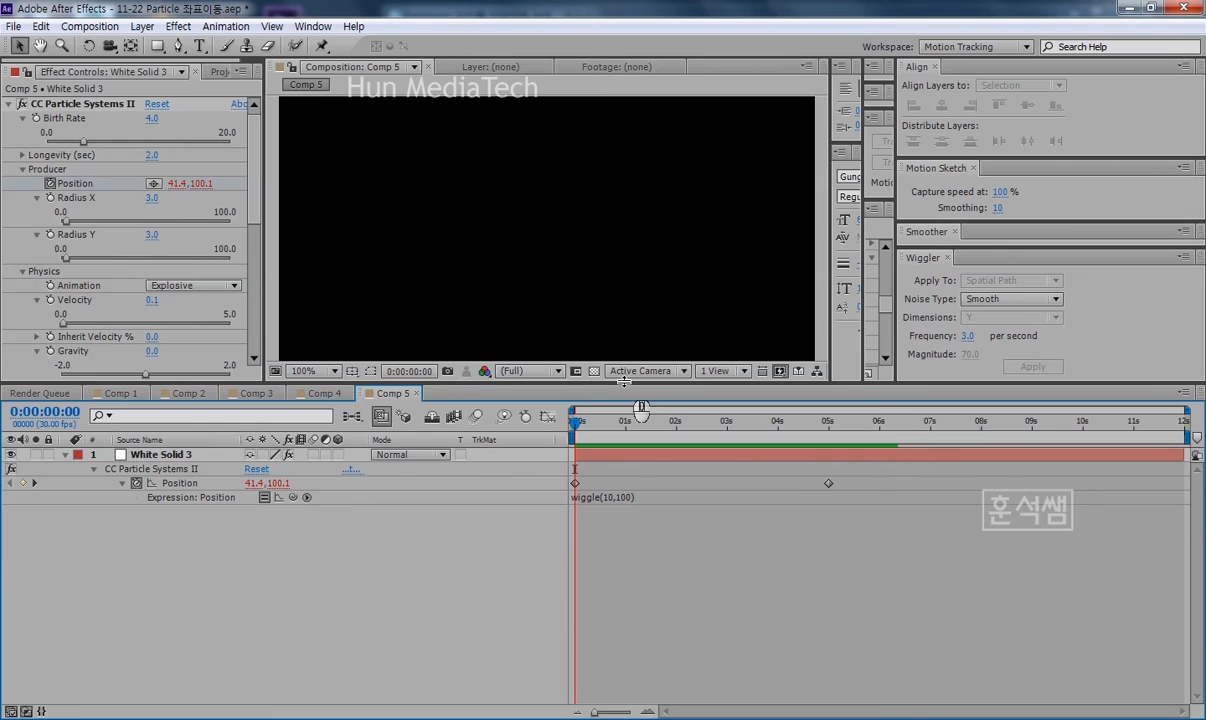 Adobe After Effects - 11-22 Particle 좌표이동.aep *
File Edit Composition Layer Effect Animation View Window Help
Workspace: Motion Tracking Search Help
Effect Controls: White Solid 3 Proj
Composition: Comp 5 Layer: (none) Footage: (none)
Align
Comp 5 • White Solid 3
Comp 5
Hun MediaTech
Align Layers to: Selection
CC Particle Systems II Reset Abo
Birth Rate 4.0
0.0 20.0
Distribute Layers:
Longevity (sec) 2.0
Producer
Motion Sketch
Position 41.4,100.1
Capture speed at: 100 %
Radius X 3.0
Smoothing: 10
0.0 100.0
Gung
Regu
Motio
Smoother
Radius Y 3.0
0.0 100.0
Wiggler
Physics
Apply To: Spatial Path
Animation Explosive
Noise Type: Smooth
Velocity 0.1
Dimensions: Y
0.0 5.0
Inherit Velocity % 0.0
Frequency: 3.0 per second
Gravity 0.0
Magnitude: 70.0
-2.0 2.0
Apply
100% 0:00:00:00 (Full) Active Camera 1 View
Render Queue Comp 1 Comp 2 Comp 3 Comp 4 Comp 5
0:00:00:00
00000 (30.00 fps)
01s 02s 03s 04s 05s 06s 07s 08s 09s 10s 11s 12s
# Source Name Mode T TrkMat
1 White Solid 3 Normal
CC Particle Systems II Reset ...t...
Position 41.4,100.1
Expression: Position wiggle(10,100)
훈석쌤